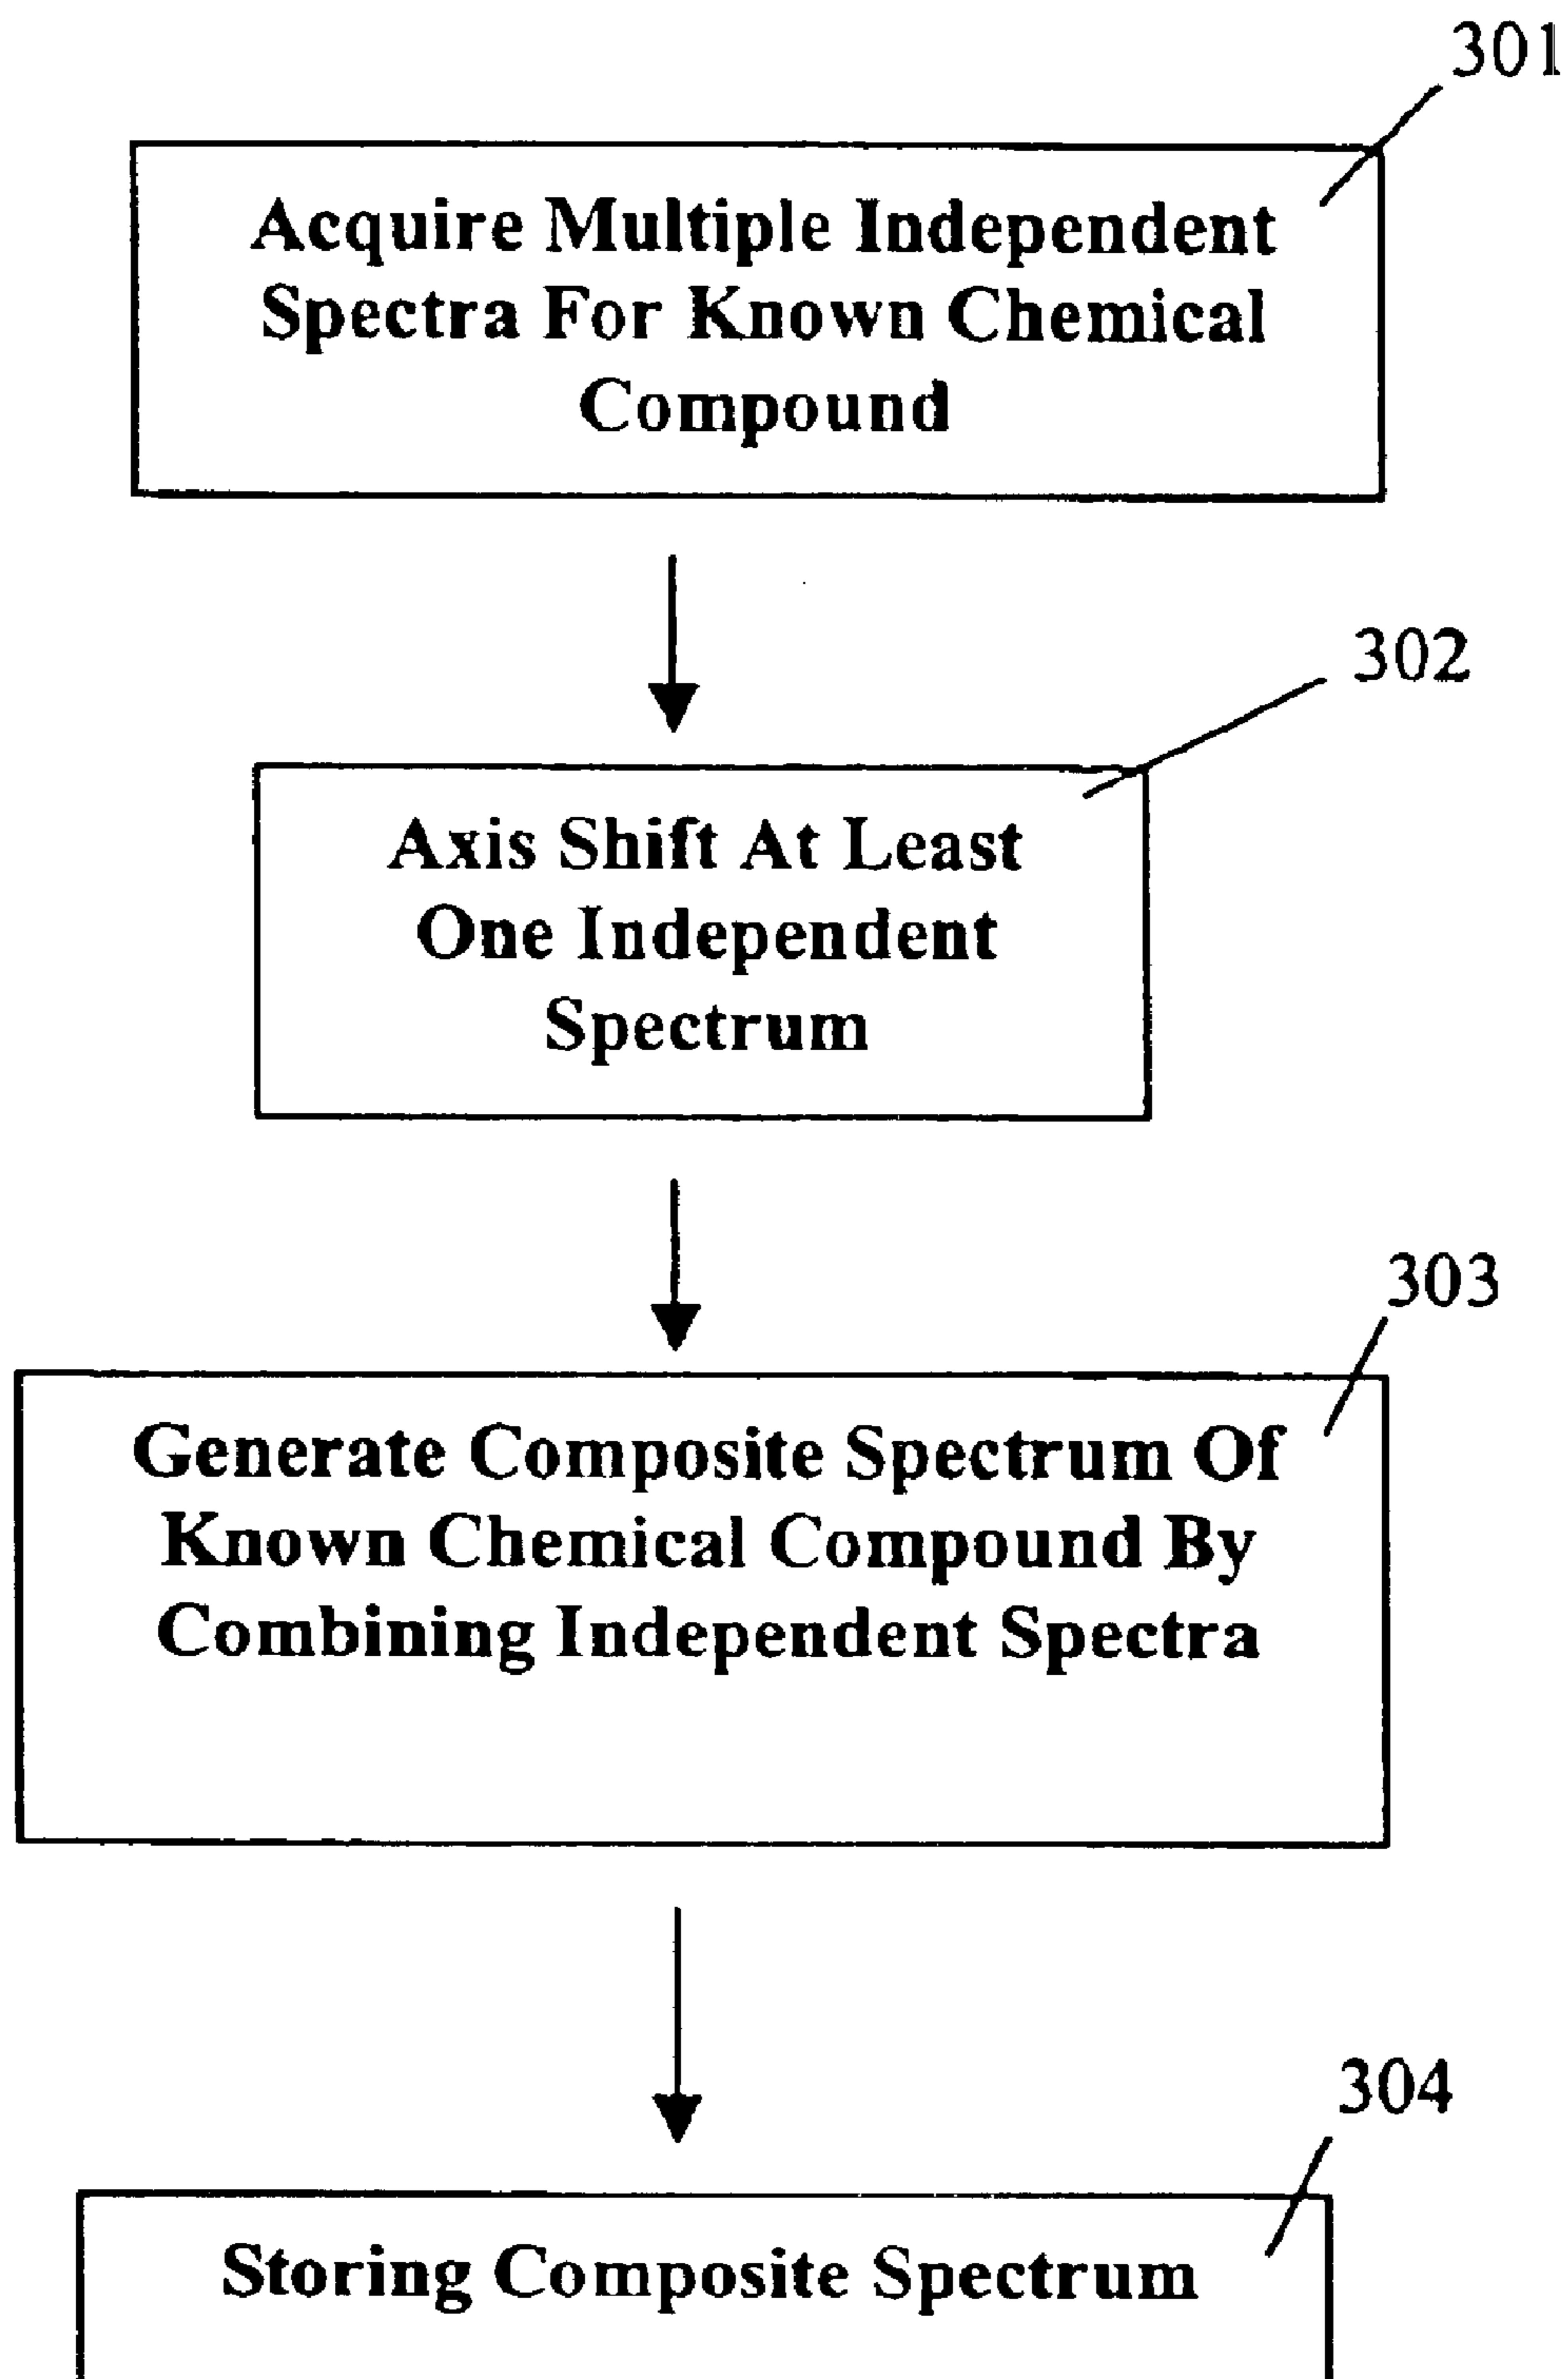 301
Acquire Multiple Independent
Spectra For Known Chemical
Compound
302
Axis Shift At Least
One Independent
Spectrum
303
Generate Composite Spectrum Of
Known Chemical Compound By
Combining Independent Spectra
304
Storing Composite Spectrum